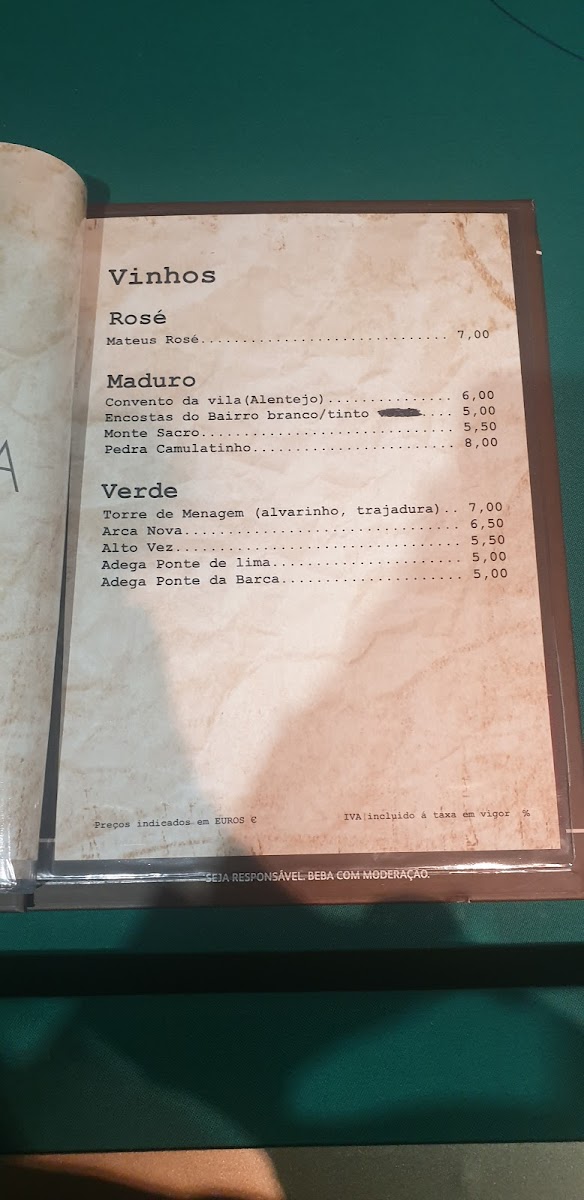 A
Vinhos
Rosé
Mateus Rosé.............................. 7,00
Maduro
Convento da vila(Alentejo)............... 6,00
Encostas do Bairro branco/tinto .... 5,00
Monte Sacro.............................. 5,50
Pedra Camulatinho........................ 8,00
Verde
Torre de Menagem (alvarinho, trajadura).. 7,00
Arca Nova................................. 6,50
Alto Vez.................................. 5,50
Adega Ponte de lima....................... 5,00
Adega Ponte da Barca...................... 5,00
Preços indicados em EUROS €
IVA|incluido á taxa em vigor %
SEJA RESPONSÁVEL. BEBA COM MODERAÇÃO.